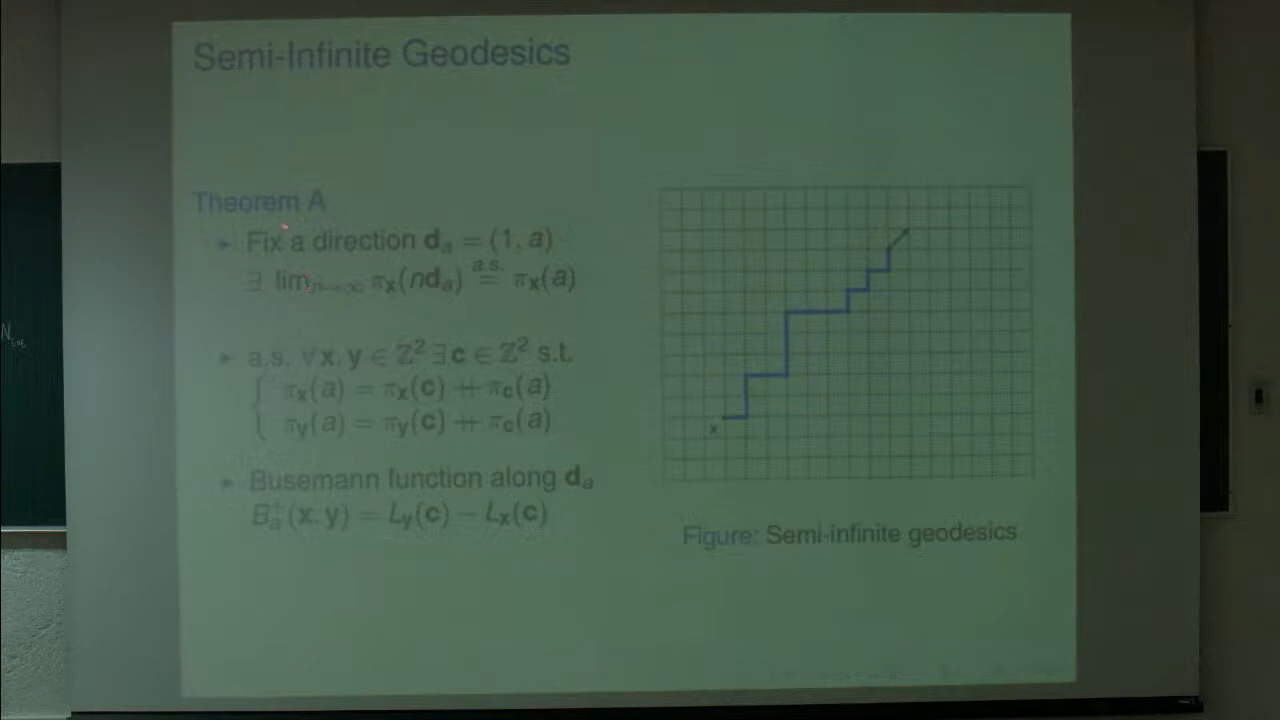 Semi-Infinite Geodesics
Theorem A
▸ Fix a direction d_a = (1, a)
∃ lim_{n→∞} π_x(nd_a) a.s.= π_x(a)
▸ a.s. ∀ x, y ∈ ℤ² ∃ c ∈ ℤ² s.t.
{ π_x(a) = π_x(c) ++ π_c(a)
{ π_y(a) = π_y(c) ++ π_c(a)
▸ Busemann function along d_a
(x, y) = L_y(c) − L_x(c)
x
Figure: Semi-infinite geodesics